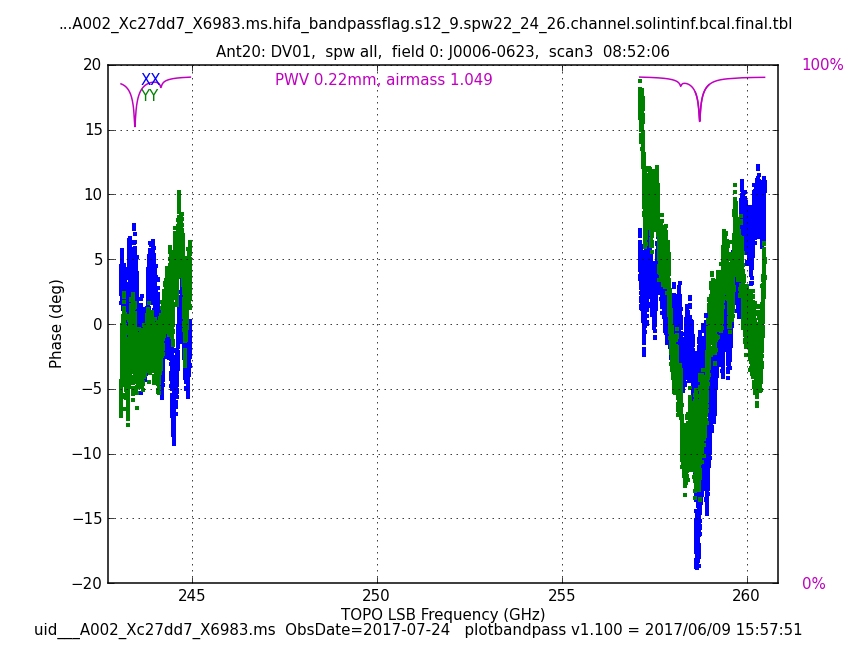 ...A002_Xc27dd7_X6983.ms.hifa_bandpassflag.s12_9.spw22_24_26.channel.solintinf.bcal.final.tbl
Ant20: DV01, spw all, field 0: J0006-0623, scan3 08:52:06
20
100%
XX
PWV 0.22mm, airmass 1.049
YY
15
10
5
0
Phase (deg)
−5
−10
−15
−20
0%
245
250
255
260
TOPO LSB Frequency (GHz)
uid___A002_Xc27dd7_X6983.ms ObsDate=2017-07-24 plotbandpass v1.100 = 2017/06/09 15:57:51